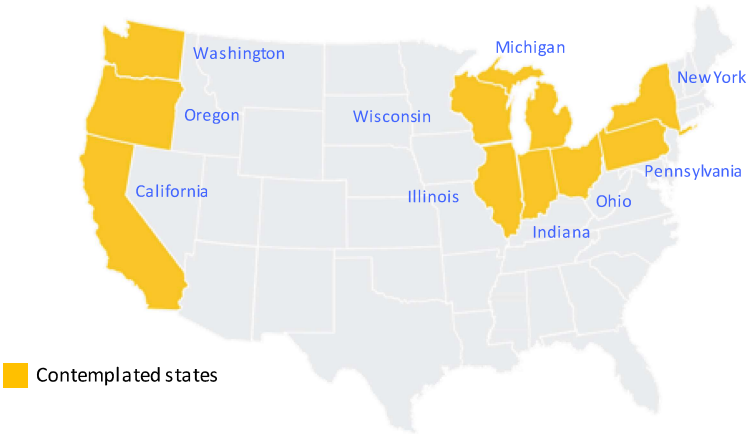 Michigan
Washington
New York
Oregon
Wisconsin
Pennsylvania
California
Illinois
Ohio
Indiana
Contemplated states